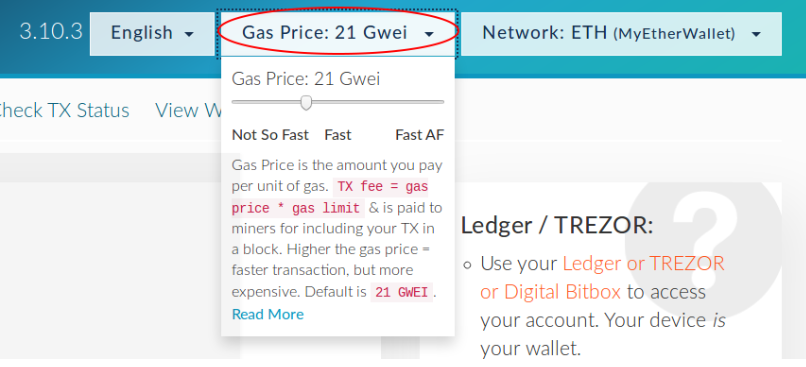 3.10.3 English Gas Price: 21 Gwei Network: ETH (MyEtherWallet)
heck TX Status View W
Gas Price: 21 Gwei
Not So Fast Fast Fast AF
Gas Price is the amount you pay
per unit of gas. TX fee = gas
price * gas limit & is paid to
miners for including your TX in
a block. Higher the gas price =
faster transaction, but more
expensive. Default is 21 GWEI.
Read More
Ledger / TREZOR:
Use your Ledger or TREZOR
or Digital Bitbox to access
your account. Your device is
your wallet.